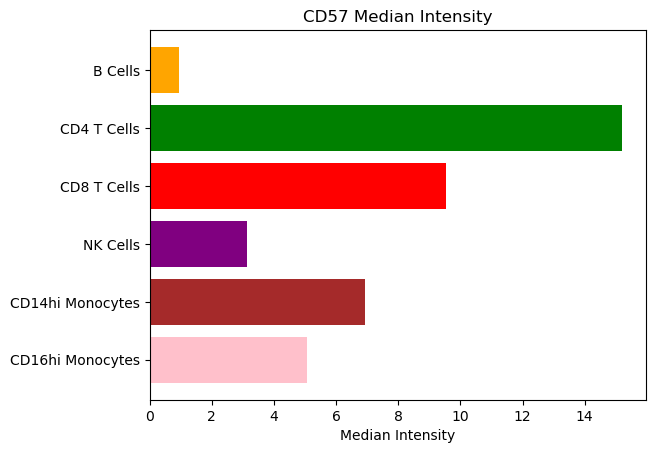 CD57 Median Intensity
B Cells
CD4 T Cells
CD8 T Cells
NK Cells
CD14hi Monocytes
CD16hi Monocytes
0 2 4 6 8 10 12 14
Median Intensity